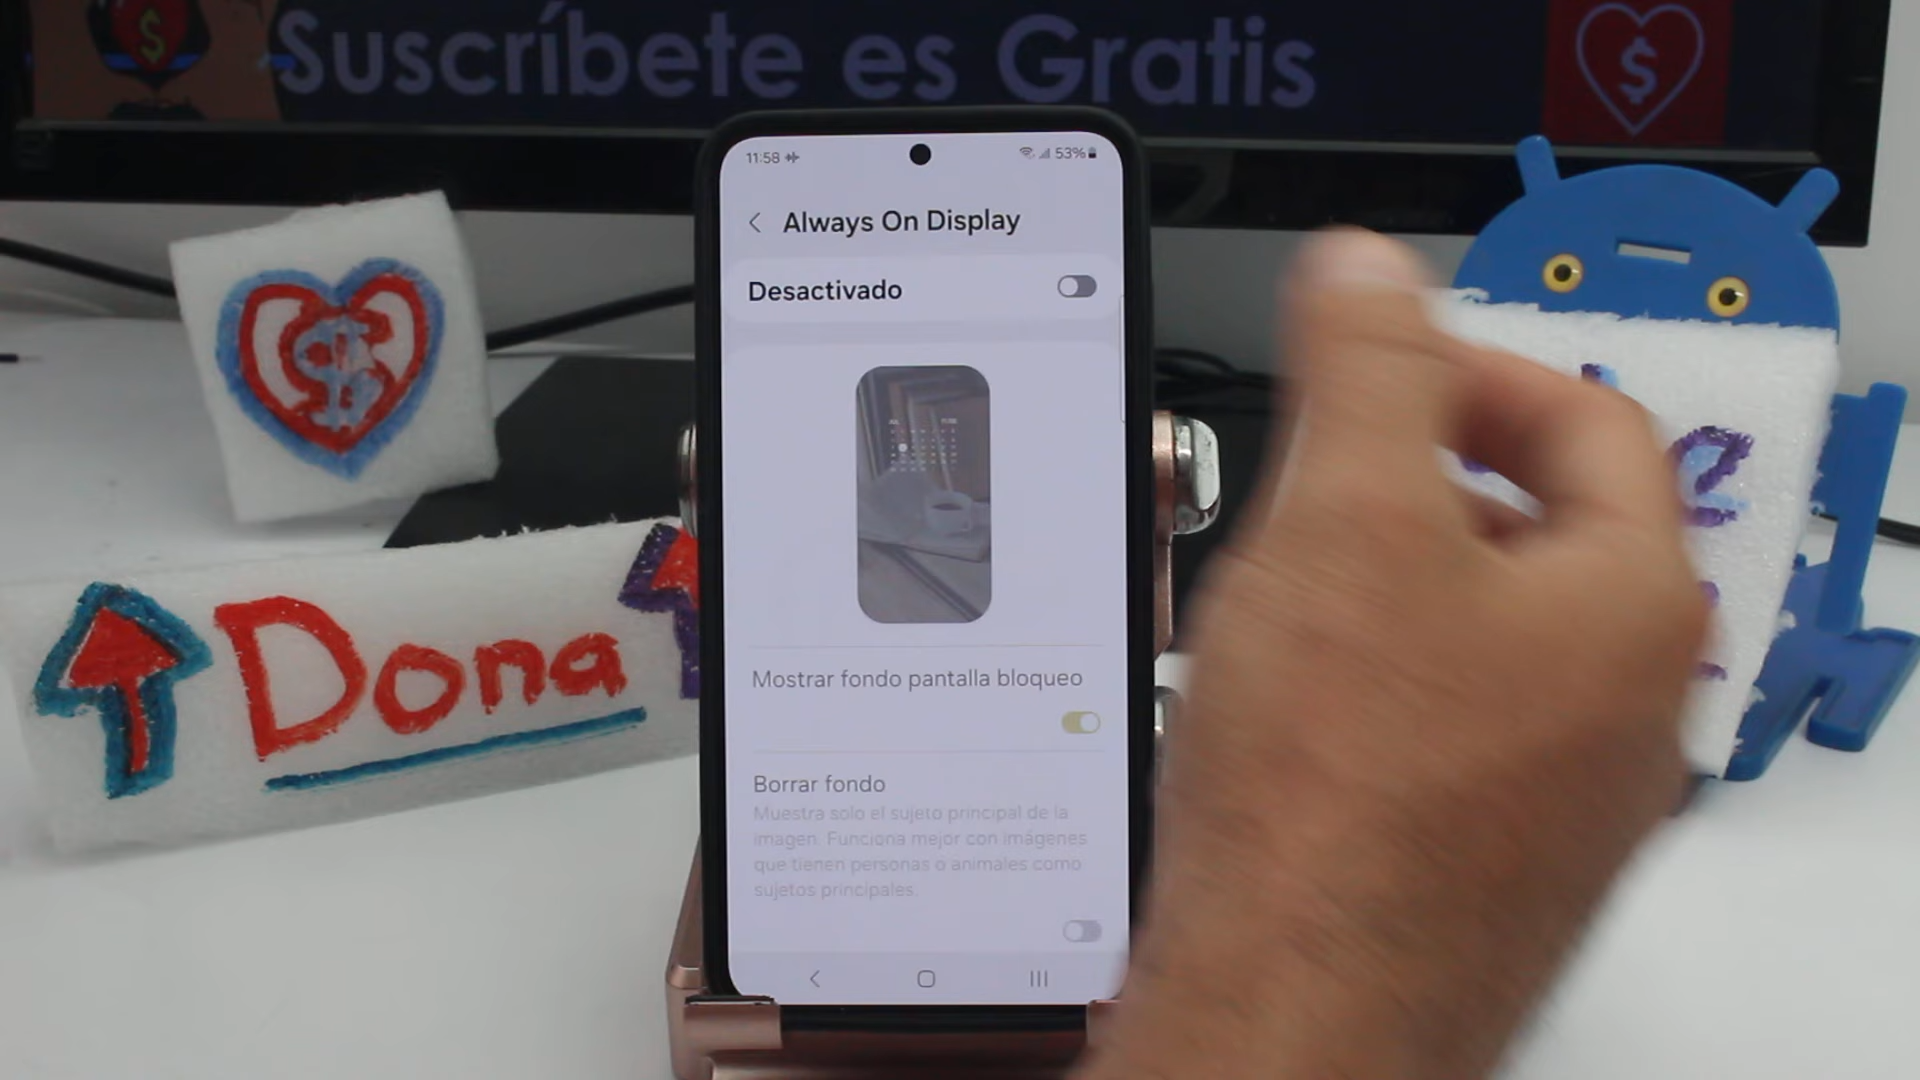 Suscríbete es Gratis
$
$
11:58
53%
Always On Display
Desactivado
Mostrar fondo pantalla bloqueo
Borrar fondo
Muestra solo el sujeto principal de la
imagen. Funciona mejor con imágenes
que tienen personas o animales como
sujetos principales.
$
Dona